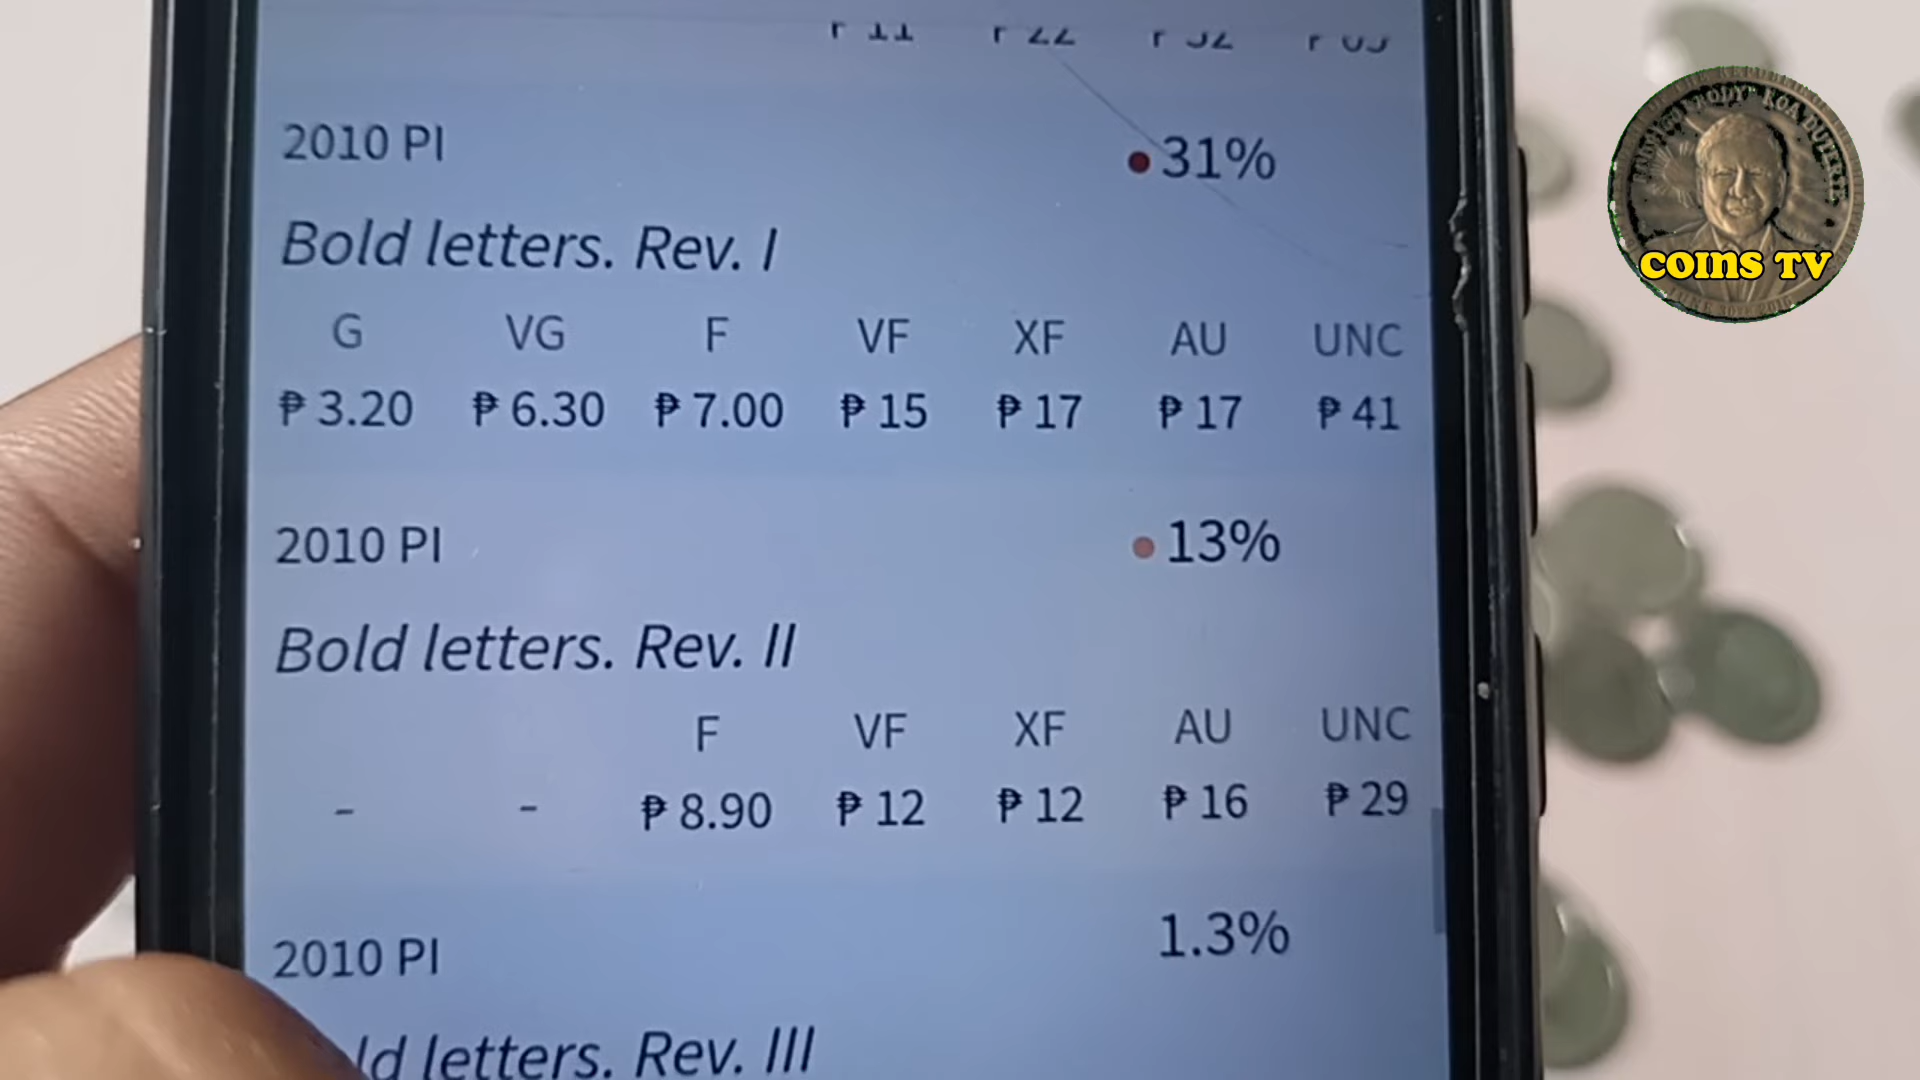 2010 PI
31%
Bold letters. Rev. I
G VG F VF XF AU UNC
₱ 3.20 ₱ 6.30 ₱ 7.00 ₱ 15 ₱ 17 ₱ 17 ₱ 41
2010 PI
13%
Bold letters. Rev. II
F VF XF AU UNC
- - ₱ 8.90 ₱ 12 ₱ 12 ₱ 16 ₱ 29
2010 PI
1.3%
letters. Rev. III
"RODY" ROA
COINS TV